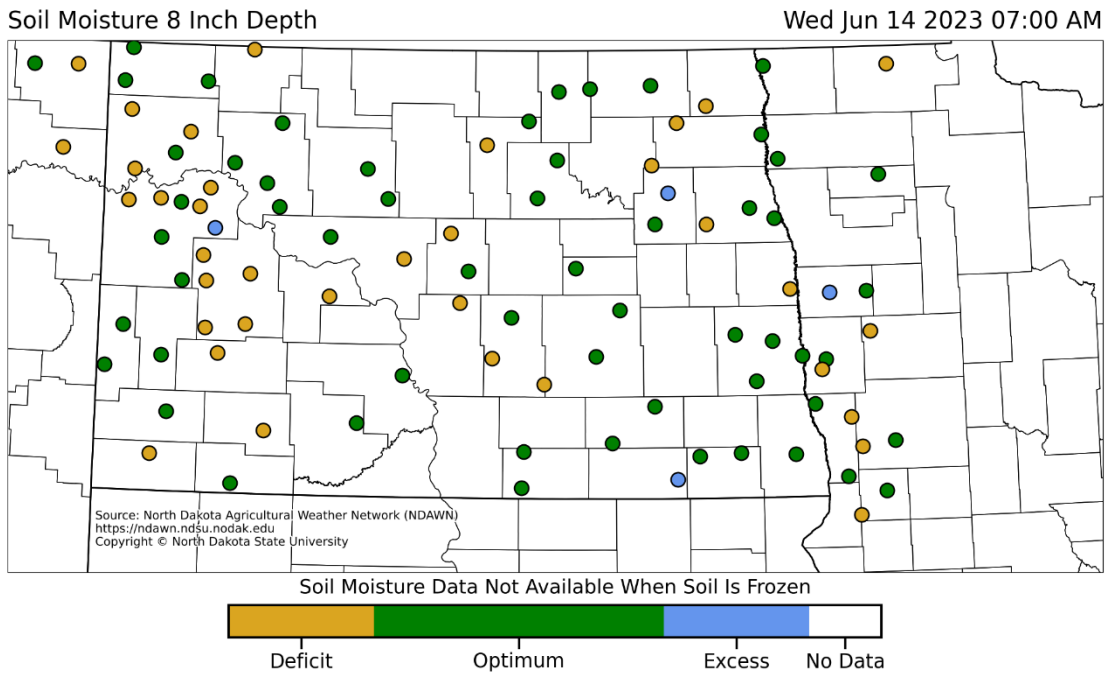 Soil Moisture 8 Inch Depth
Wed Jun 14 2023 07:00 AM
Source: North Dakota Agricultural Weather Network (NDAWN)
https://ndawn.ndsu.nodak.edu
Copyright © North Dakota State University
Soil Moisture Data Not Available When Soil Is Frozen
Deficit
Optimum
Excess
No Data